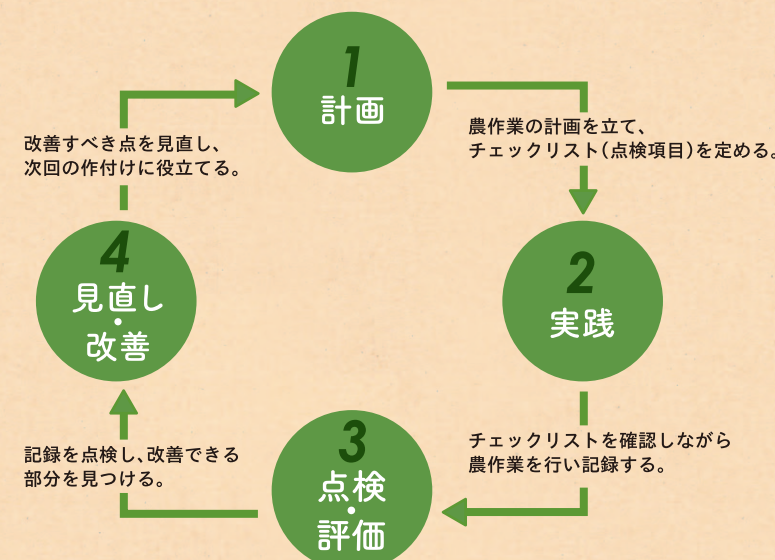 1
計画
農作業の計画を立て、
チェックリスト(点検項目)を定める。
2
実践
チェックリストを確認しながら
農作業を行い記録する。
3
点検
・
評価
記録を点検し、改善できる
部分を見つける。
4
見直し
・
改善
改善すべき点を見直し、
次回の作付けに役立てる。